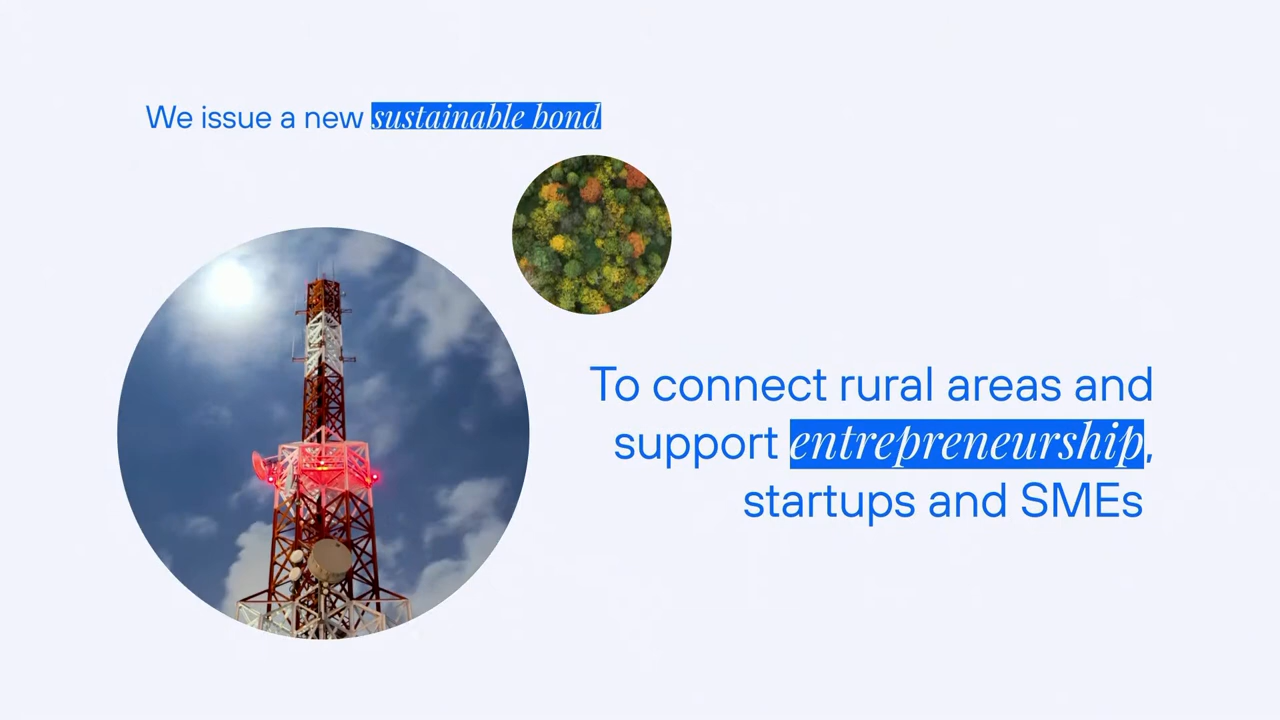 We issue a new sustainable bond
To connect rural areas and
support entrepreneurship,
startups and SMEs